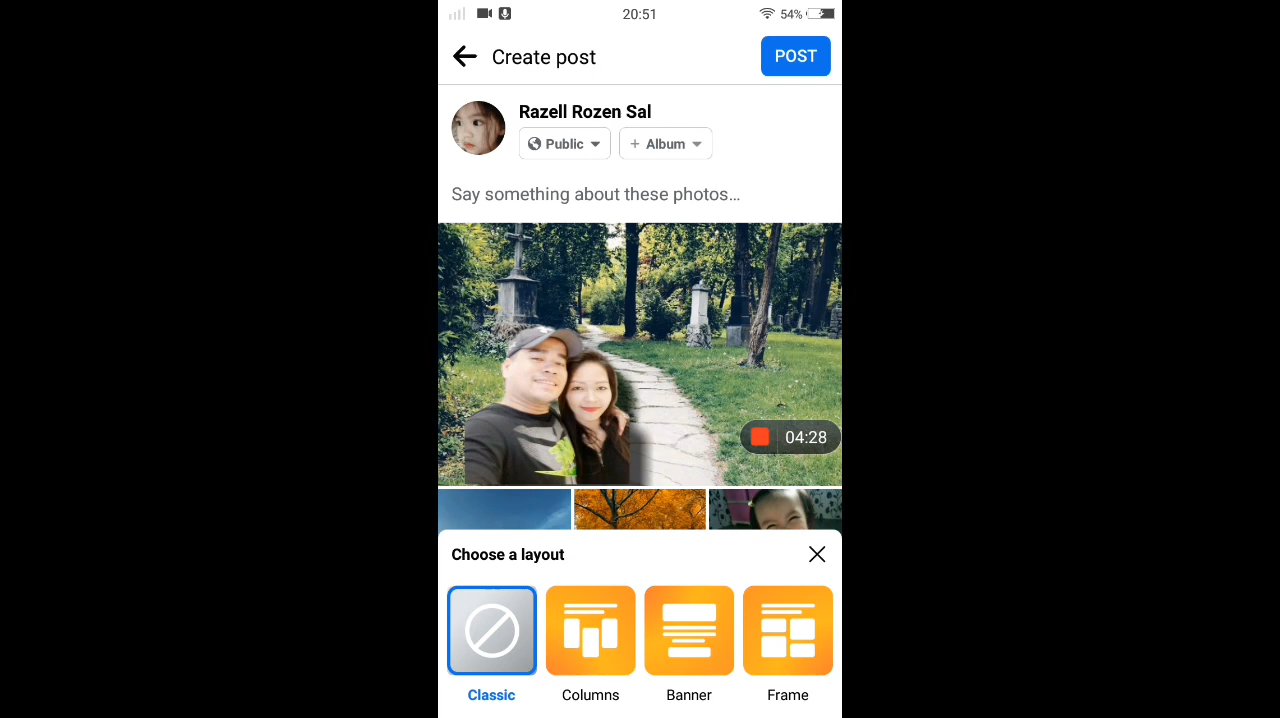 20:51
54%
Create post
POST
Razell Rozen Sal
Public
+ Album
Say something about these photos...
04:28
Choose a layout
Classic
Columns
Banner
Frame